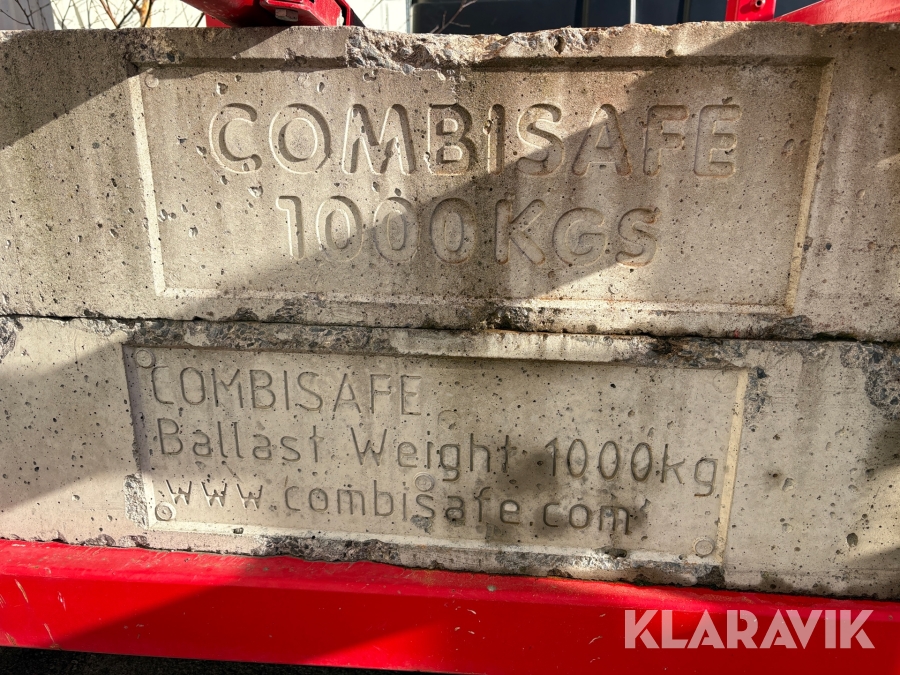 COMBISAFE
1000KGS
COMBISAFE
Ballast Weight 1000kg
www.combisafe.com
KLARAVIK